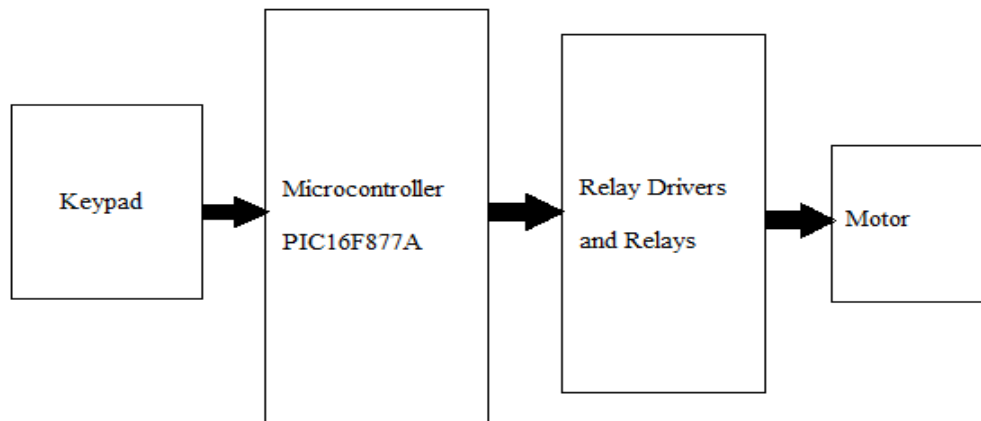 Keypad
Microcontroller
PIC16F877A
Relay Drivers
and Relays
Motor